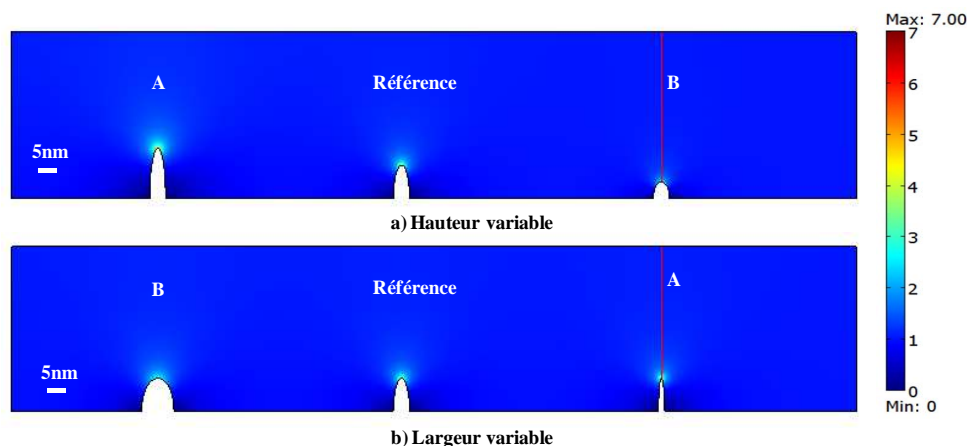 Max: 7.00
A
Référence
B
5nm
a) Hauteur variable
B
Référence
A
5nm
b) Largeur variable
7
6
5
4
3
2
1
0
Min: 0